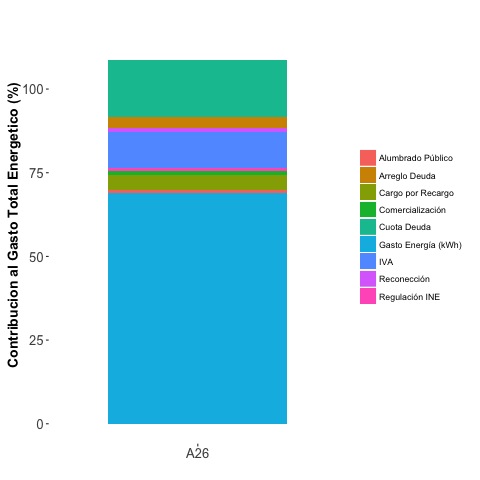 Contribucion al Gasto Total Energetico (%)
100
75
50
25
0
A26
Alumbrado Público
Arreglo Deuda
Cargo por Recargo
Comercialización
Cuota Deuda
Gasto Energía (kWh)
IVA
Reconección
Regulación INE